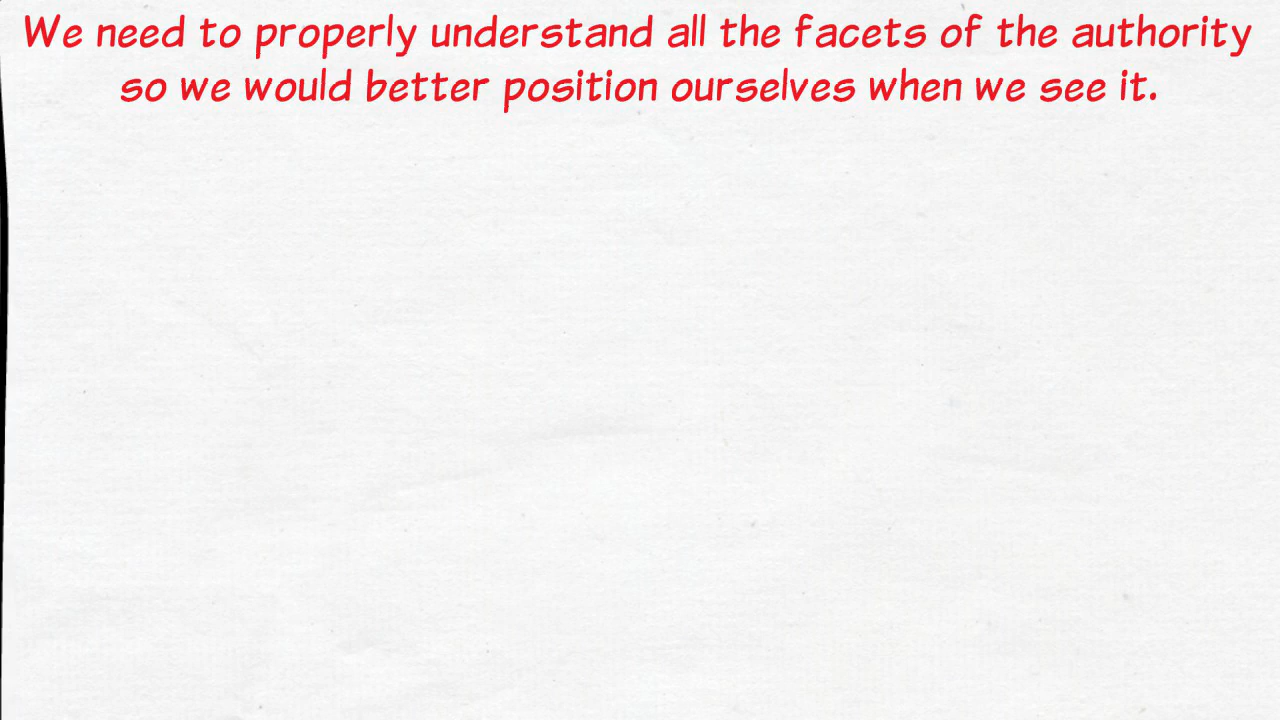 We need to properly understand all the facets of the authority
so we would better position ourselves when we see it.